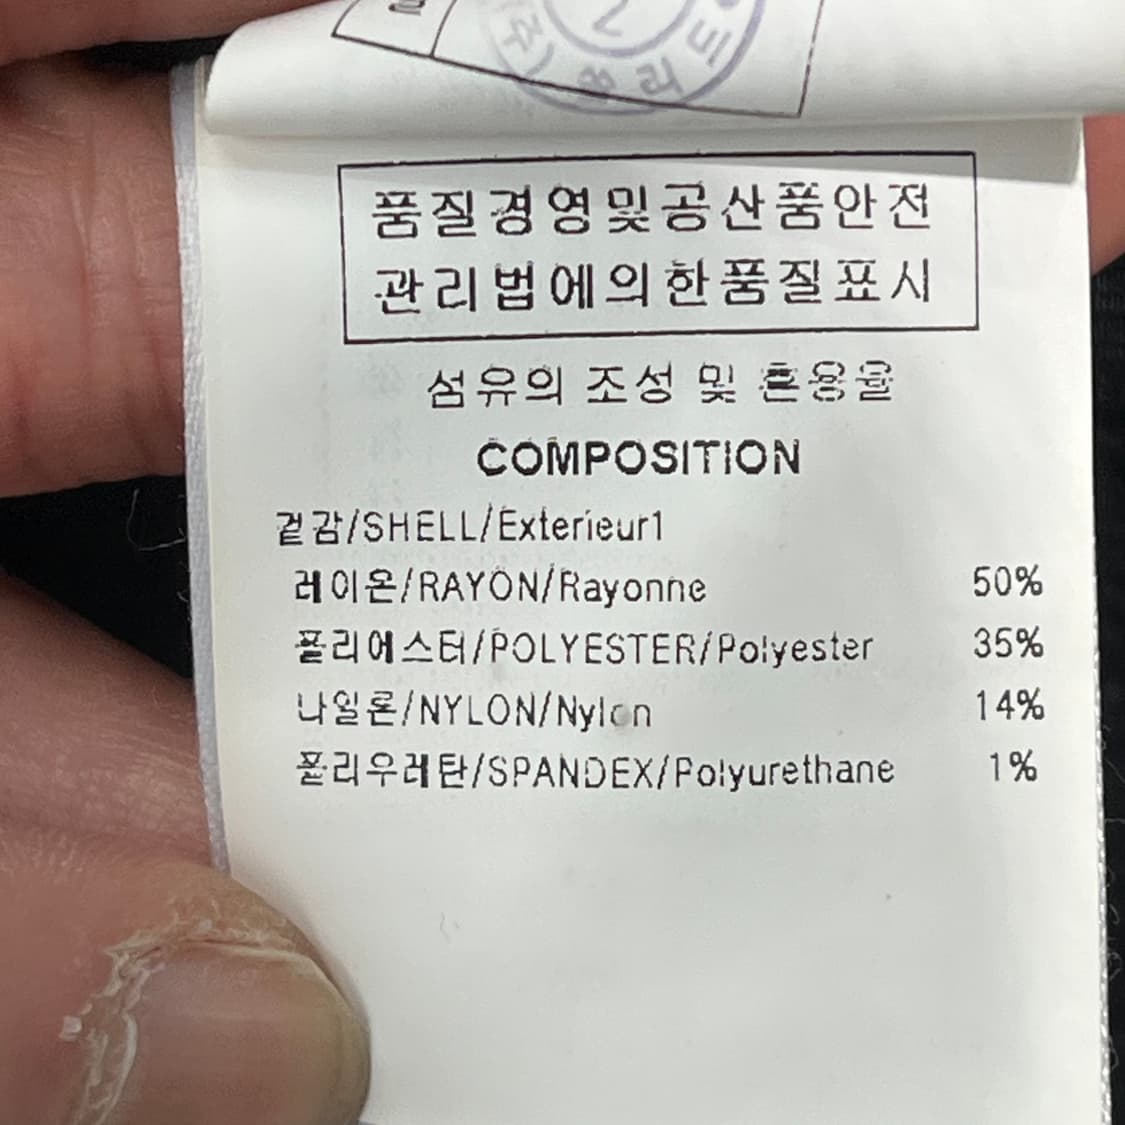 (주)
품질경영및공산품안전
관리법에의한품질표시
섬유의 조성 및 혼용율
COMPOSITION
겉감/SHELL/Exterieur1
레이온/RAYON/Rayonne 50%
폴리에스터/POLYESTER/Polyester 35%
나일론/NYLON/Nylon 14%
폴리우레탄/SPANDEX/Polyurethane 1%